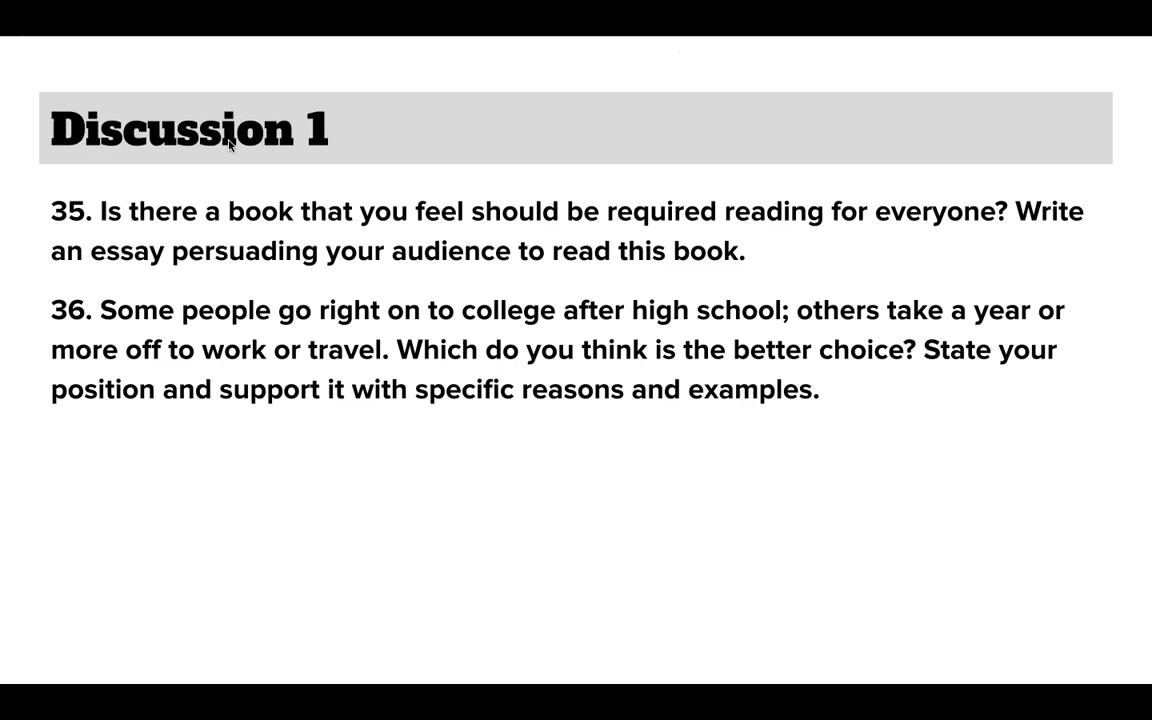 Discussion 1
35. Is there a book that you feel should be required reading for everyone? Write
an essay persuading your audience to read this book.
36. Some people go right on to college after high school; others take a year or
more off to work or travel. Which do you think is the better choice? State your
position and support it with specific reasons and examples.